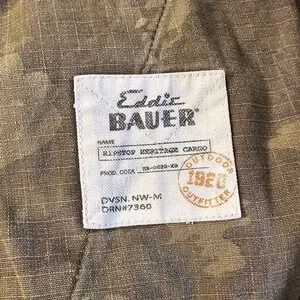 Eddie
BAUER
NAME
RIPSTOP HERITAGE CARGO
PROD. CODE
DVSN. NW-M
DRN#7360
OUTDOOR
1920
OUTFITTER